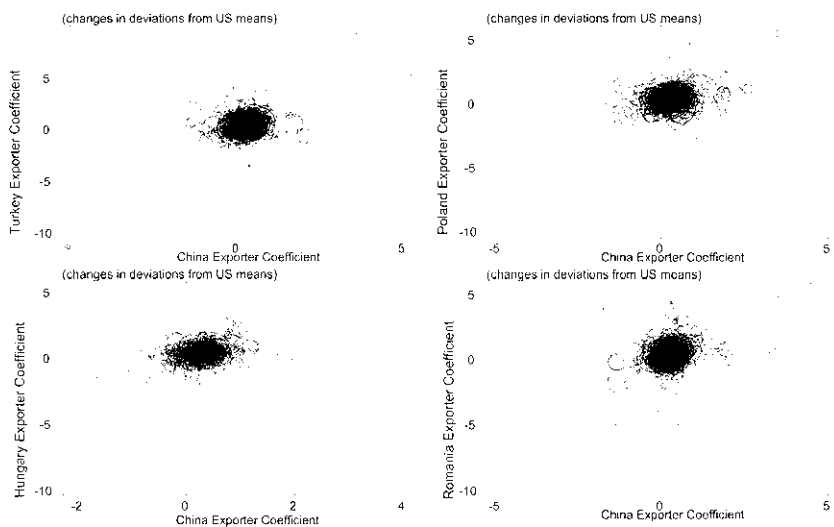 (changes in deviations from US means)
Turkey Exporter Coefficient
5
0
-5
-10
0
5
China Exporter Coefficient
(changes in deviations from US means)
Poland Exporter Coefficient
5
0
-5
-10
-5
0
5
China Exporter Coefficient
(changes in deviations from US means)
Hungary Exporter Coefficient
5
0
-5
-10
-2
0
2
4
China Exporter Coefficient
(changes in deviations from US means)
Romania Exporter Coefficient
5
0
-5
-10
-5
0
5
China Exporter Coefficient